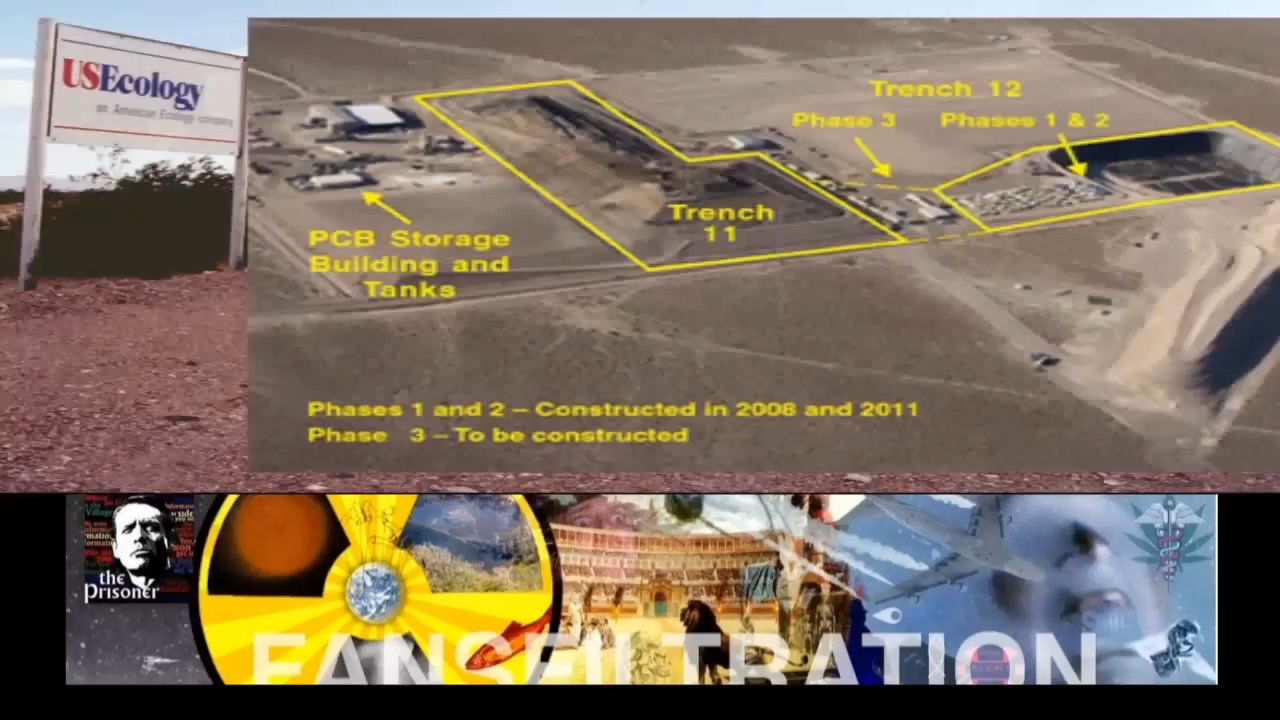 USEcology
an American Ecology company
Trench 12
Phase 3
Phases 1 & 2
Trench
11
PCB Storage
Building and
Tanks
Phases 1 and 2 – Constructed in 2008 and 2011
Phase 3 – To be constructed
the
Prisoner
FANSFILTRATION